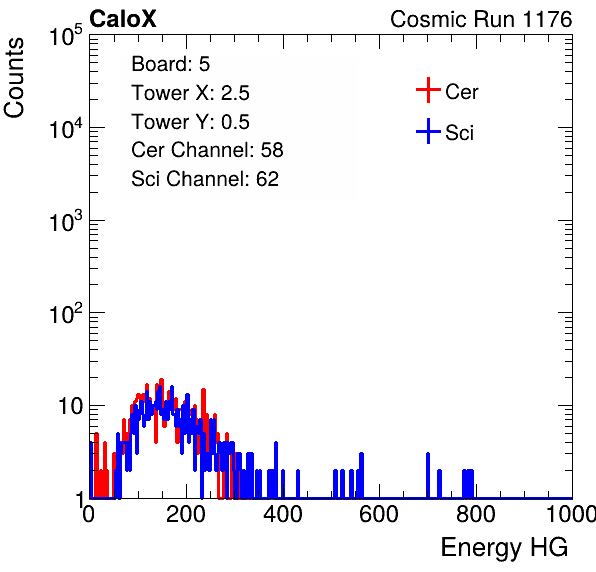 CaloX Cosmic Run 1176
Counts
Board: 5
Tower X: 2.5
Tower Y: 0.5
Cer Channel: 58
Sci Channel: 62
Cer
Sci
10^5
10^4
10^3
10^2
10
1
0 200 400 600 800 1000
Energy HG